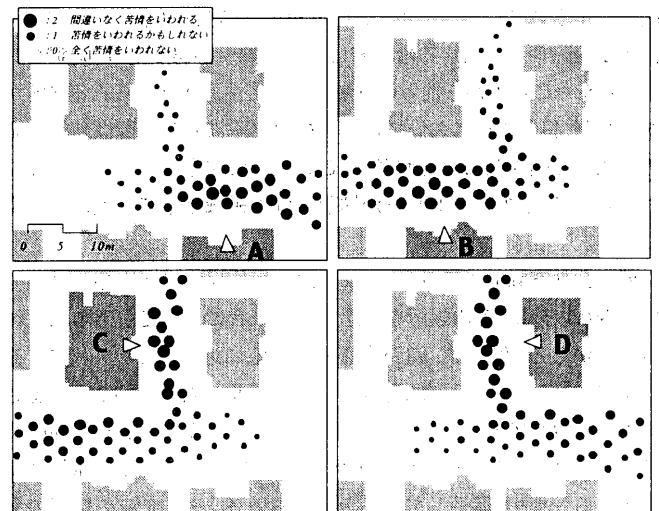 ● : 2 間違いなく苦情をいわれる
● : 1 苦情をいわれるかもしれない
: 0 全く苦情をいわれない
0 5 10m
A
B
C
D